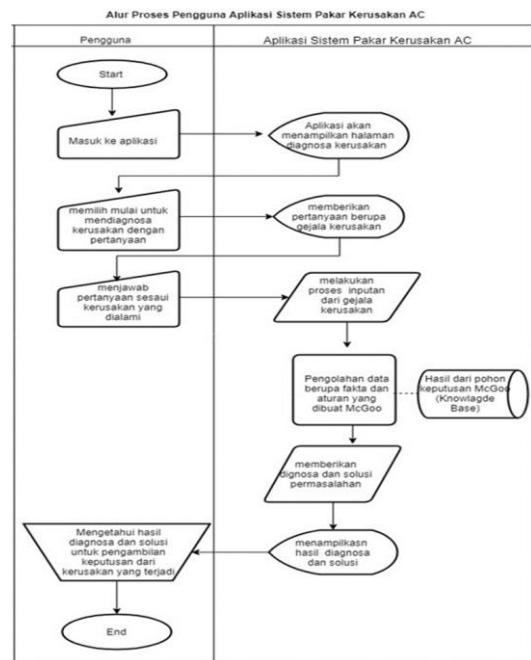 Alur Proses Pengguna Aplikasi Sistem Pakar Kerusakan AC
Pengguna
Aplikasi Sistem Pakar Kerusakan AC
Start
Masuk ke aplikasi
Aplikasi akan
menampilkan halaman
diagnosa kerusakan
memilih mulai untuk
mendiagnosa
kerusakan dengan
pertanyaan
memberikan
pertanyaan berupa
gejala kerusakan
menjawab
pertanyaan sesaui
kerusakan yang
dialami
melakukan
proses inputan
dari gejala
kerusakan
Pengolahan data
berupa fakta dan
aturan yang
dibuat McGoo
Hasil dari pohon
keputusan McGoo
(Knowlagde
Base)
memberikan
dignosa dan solusi
permasalahan
menampilkasn
hasil diagnosa
dan solusi
Mengetahui hasil
diagnosa dan solusi
untuk pengambilan
keputusan dari
kerusakan yang terjadi
End